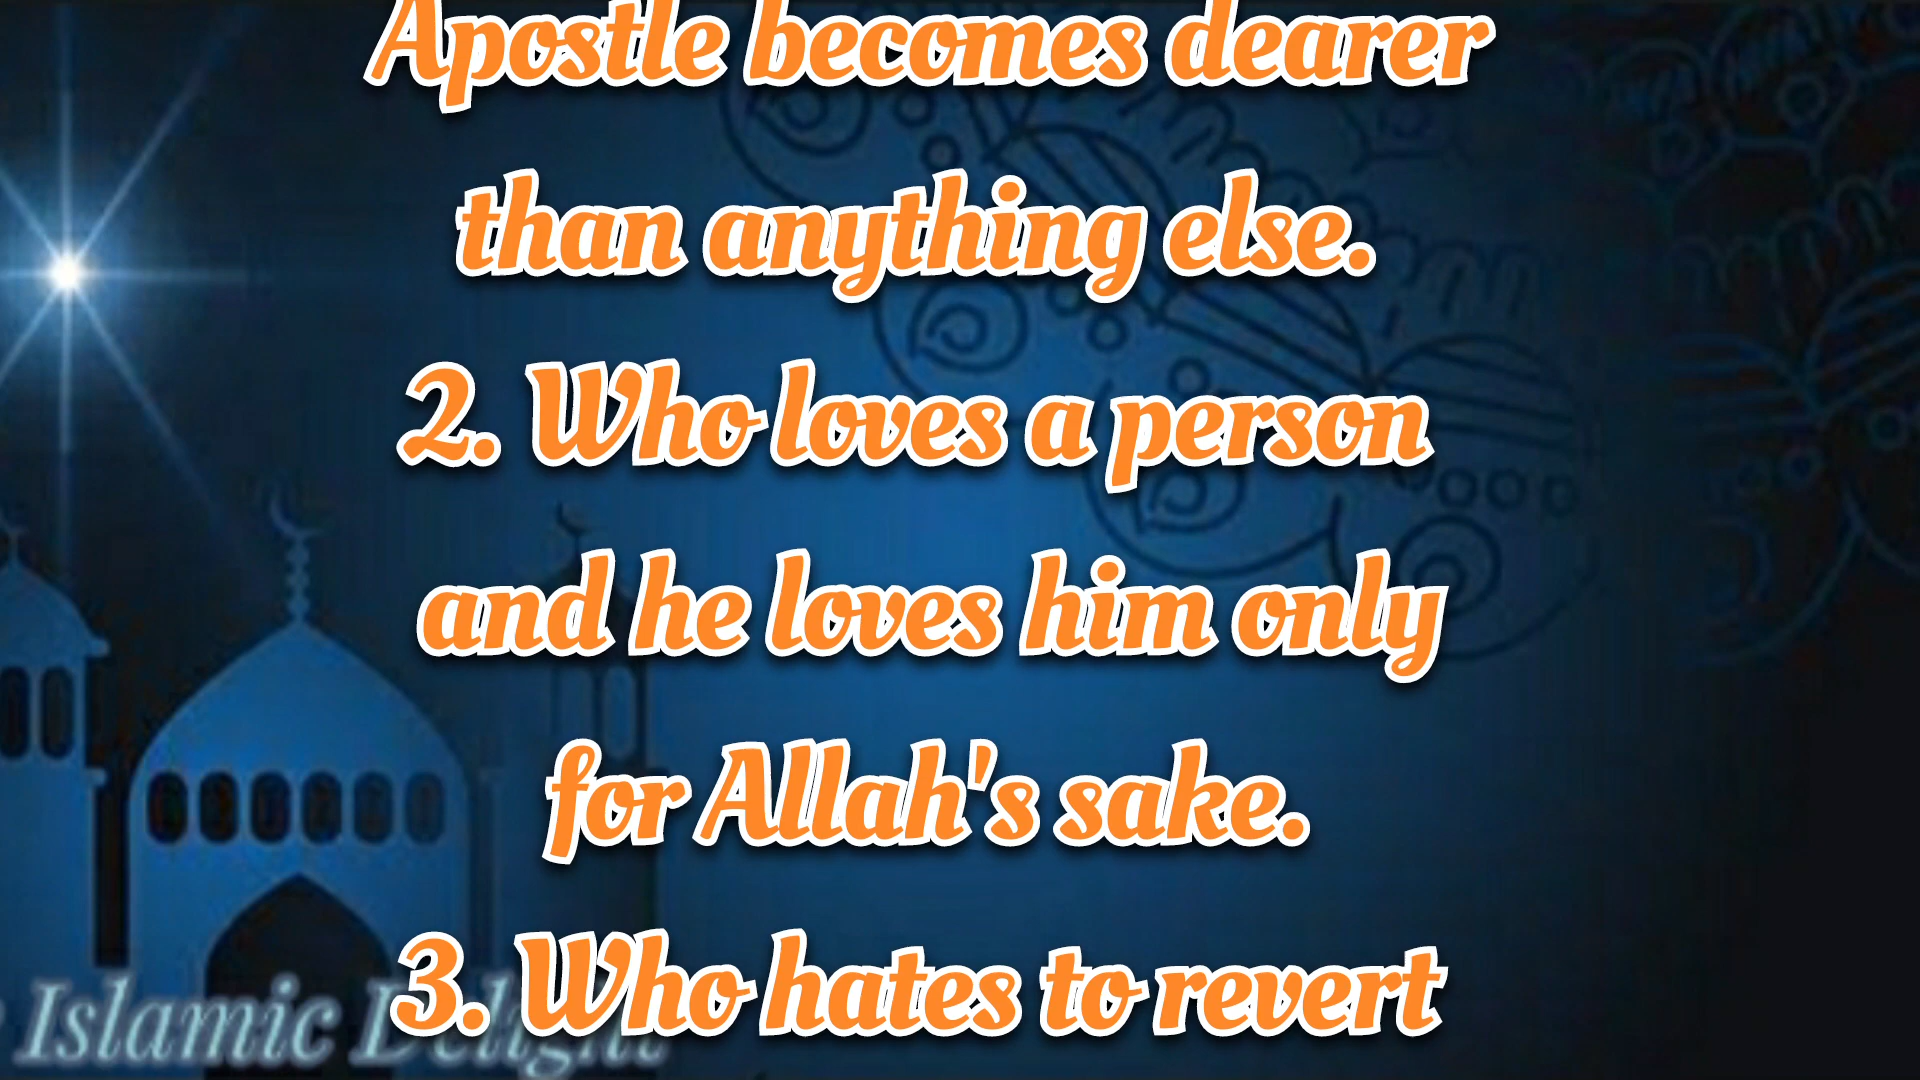 Apostle becomes dearer
than anything else.
2. Who loves a person
and he loves him only
for Allah's sake.
3. Who hates to revert
Islamic Delight